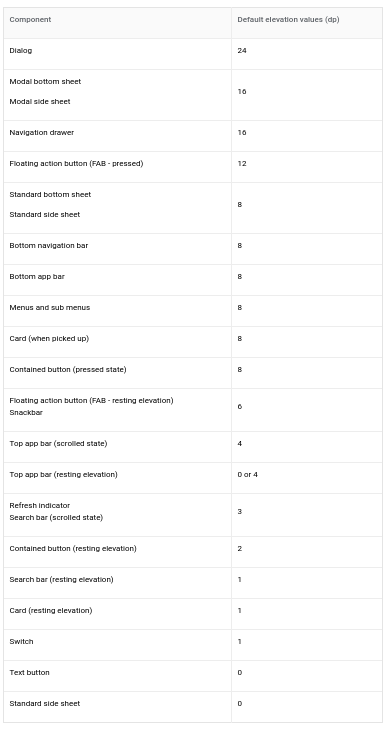 Component Default elevation values (dp)
Dialog 24
Modal bottom sheet
Modal side sheet 16
Navigation drawer 16
Floating action button (FAB - pressed) 12
Standard bottom sheet
Standard side sheet 8
Bottom navigation bar 8
Bottom app bar 8
Menus and sub menus 8
Card (when picked up) 8
Contained button (pressed state) 8
Floating action button (FAB - resting elevation)
Snackbar 6
Top app bar (scrolled state) 4
Top app bar (resting elevation) 0 or 4
Refresh indicator
Search bar (scrolled state) 3
Contained button (resting elevation) 2
Search bar (resting elevation) 1
Card (resting elevation) 1
Switch 1
Text button 0
Standard side sheet 0